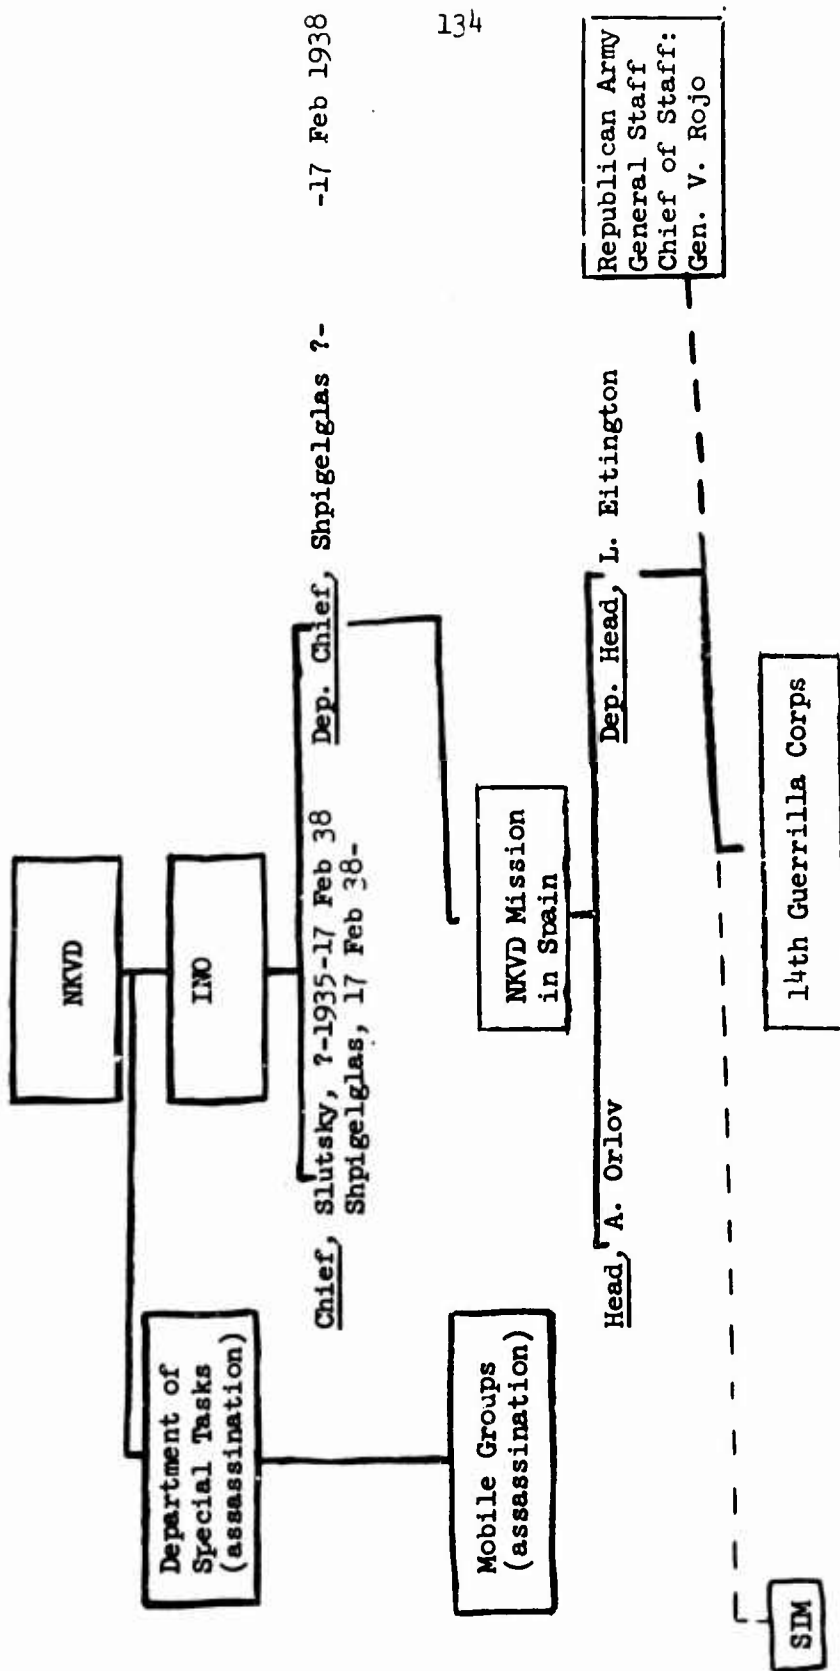 NKVD
INO
Department of
Special Tasks
(assassination)
Chief, Slutsky, ?-1935-17 Feb 38
Shpigelglas, 17 Feb 38-
Dep. Chief, Shpigelglas ?-
-17 Feb 1938
Mobile Groups
(assassination)
NKVD Mission
in Spain
134
Head, A. Orlov
Dep. Head, L. Eitington
Republican Army
General Staff
Chief of Staff:
Gen. V. Rojo
SIM
14th Guerrilla Corps